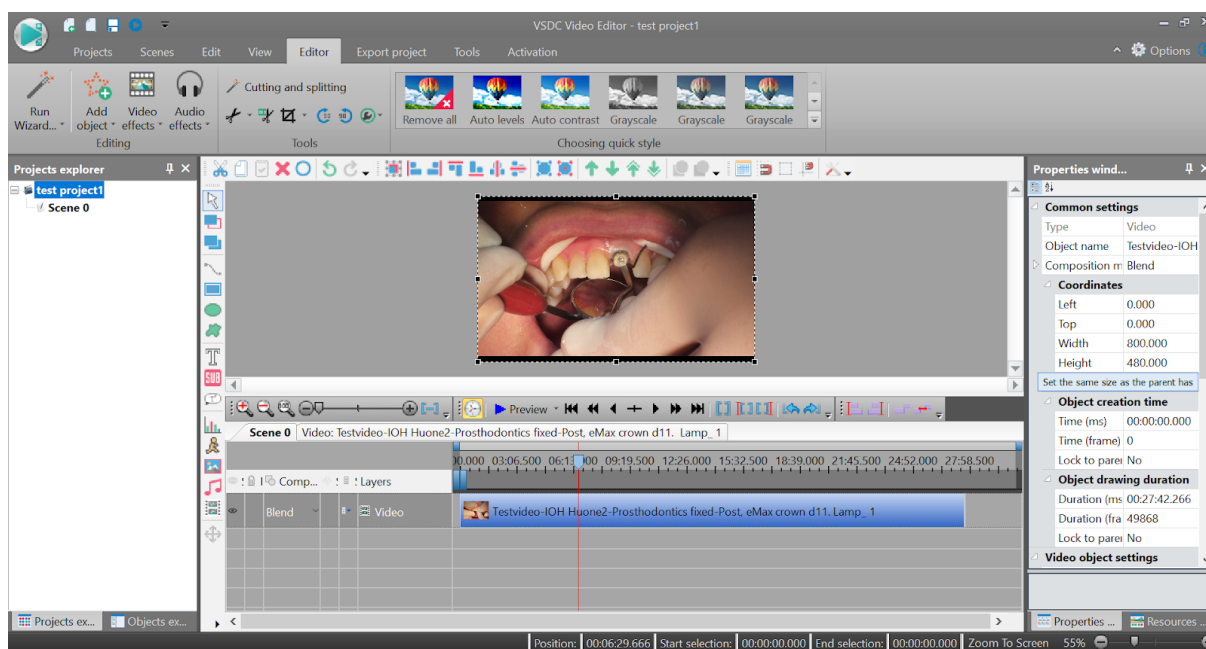 VSDC Video Editor - test project1
Projects Scenes Edit View Editor Export project Tools Activation
Options
Run Wizard...
Add object
Video effects
Audio effects
Editing
Cutting and splitting
Tools
Remove all Auto levels Auto contrast Grayscale Grayscale Grayscale
Choosing quick style
Projects explorer
test project1
Scene 0
Properties wind...
Common settings
Type Video
Object name Testvideo-IOH
Composition m Blend
Coordinates
Left 0.000
Top 0.000
Width 800.000
Height 480.000
Set the same size as the parent has
Object creation time
Time (ms) 00:00:00.000
Time (frame) 0
Lock to parei No
Object drawing duration
Duration (ms 00:27:42.266
Duration (fra 49868
Lock to parei No
Video object settings
T
SUB
Preview
Scene 0 Video: Testvideo-IOH Huone2-Prosthodontics fixed-Post, eMax crown d11. Lamp_ 1
03:06.500 09:19.500 12:26.000 15:32.500 18:39.000 21:45.500 24:52.000 27:58.500
Comp... Layers
Blend Video Testvideo-IOH Huone2-Prosthodontics fixed-Post, eMax crown d11. Lamp_ 1
Projects ex... Objects ex...
Properties ... Resources ...
Position: 00:06:29.666 Start selection: 00:00:00.000 End selection: 00:00:00.000 Zoom To Screen 55%